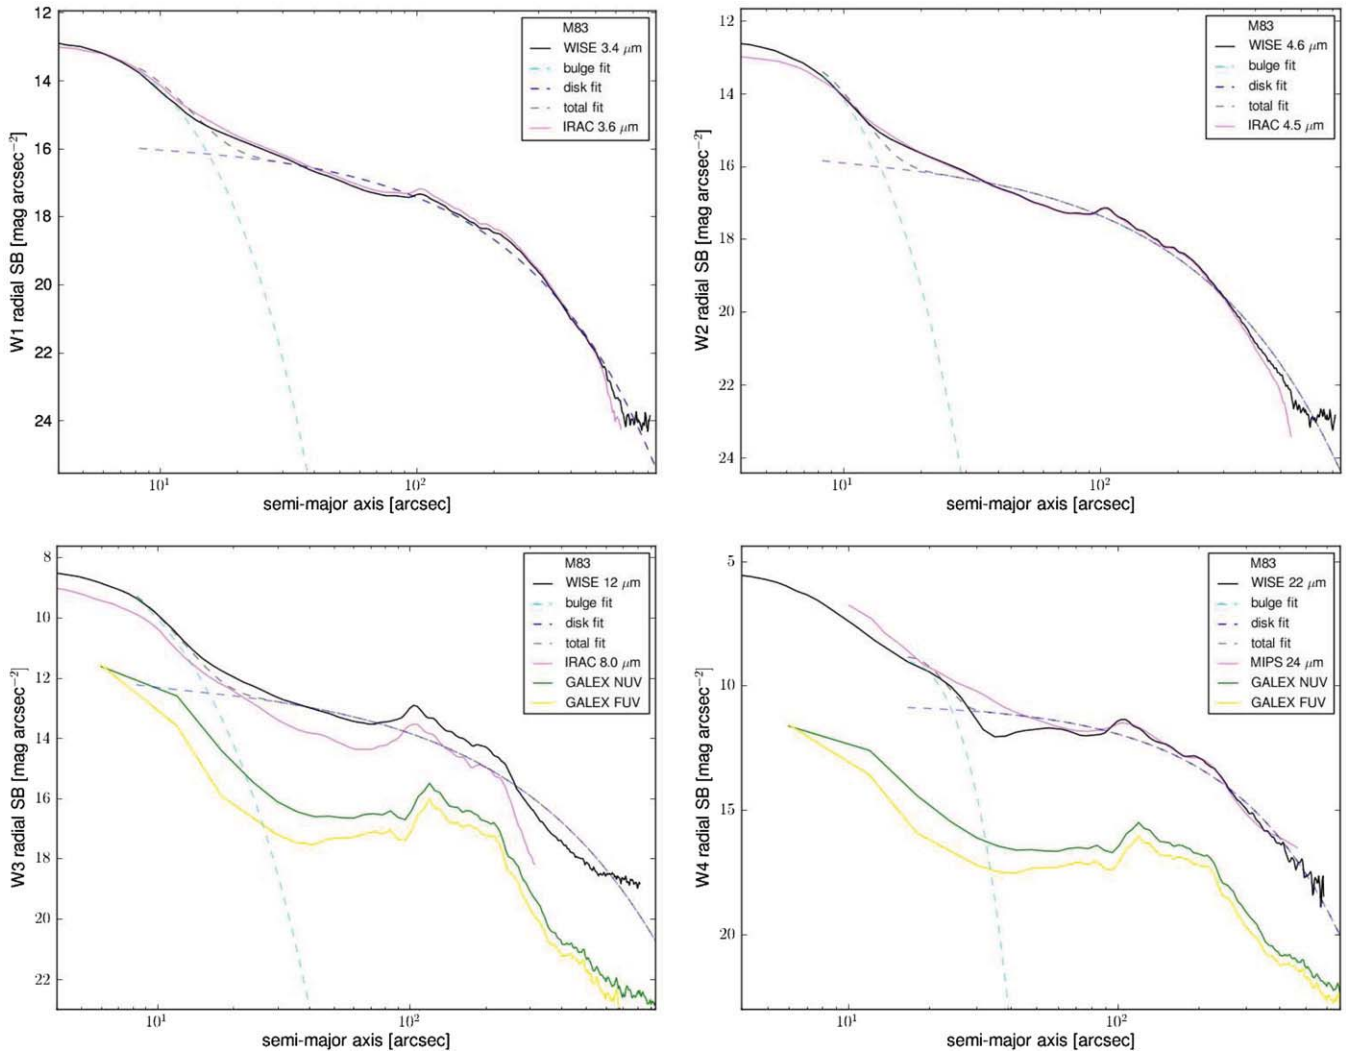 M83
WISE 3.4 μm
bulge fit
disk fit
total fit
IRAC 3.6 μm
12
14
16
18
20
22
24
W1 radial SB [mag arcsec⁻²]
10¹ 10²
semi-major axis [arcsec]
M83
WISE 4.6 μm
bulge fit
disk fit
total fit
IRAC 4.5 μm
12
14
16
18
20
22
24
W2 radial SB [mag arcsec⁻²]
10¹ 10²
semi-major axis [arcsec]
M83
WISE 12 μm
bulge fit
disk fit
total fit
IRAC 8.0 μm
GALEX NUV
GALEX FUV
8
10
12
14
16
18
20
22
W3 radial SB [mag arcsec⁻²]
10¹ 10²
semi-major axis [arcsec]
M83
WISE 22 μm
bulge fit
disk fit
total fit
MIPS 24 μm
GALEX NUV
GALEX FUV
5
10
15
20
W4 radial SB [mag arcsec⁻²]
10¹ 10²
semi-major axis [arcsec]